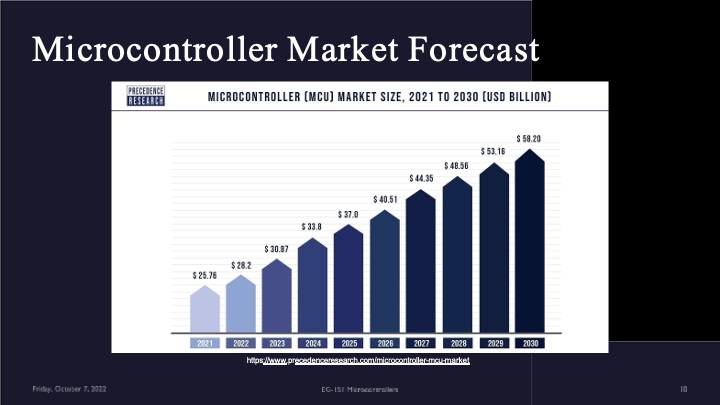 Microcontroller Market Forecast
PRECEDENCE
RESEARCH
MICROCONTROLLER (MCU) MARKET SIZE, 2021 TO 2030 (USD BILLION)
$ 25.76
$ 28.2
$ 30.87
$ 33.8
$ 37.0
$ 40.51
$ 44.35
$ 48.56
$ 53.16
$ 58.20
2021 2022 2023 2024 2025 2026 2027 2028 2029 2030
https://www.precedenceresearch.com/microcontroller-mcu-market
Friday, October 7, 2022 EG-151 Microcontrollers 10